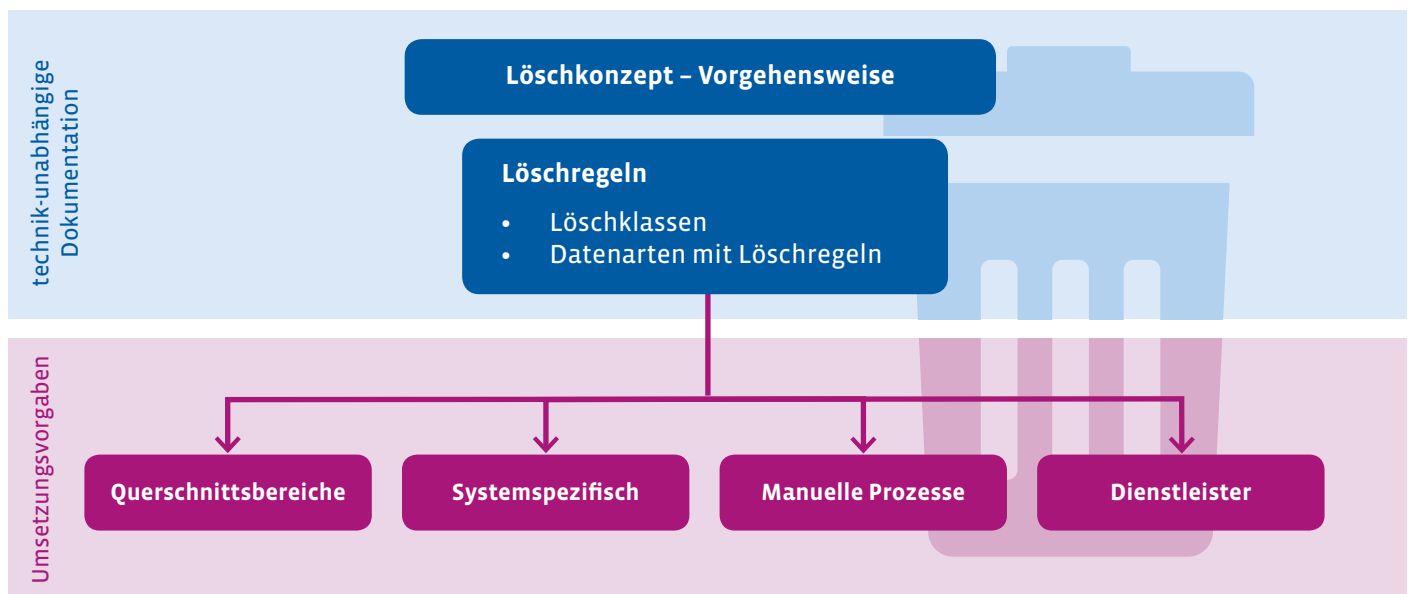 technik-unabhängige
Dokumentation
Löschkonzept – Vorgehensweise
Löschregeln
• Löschklassen
• Datenarten mit Löschregeln
Umsetzungsvorgaben
Querschnittsbereiche
Systemspezifisch
Manuelle Prozesse
Dienstleister